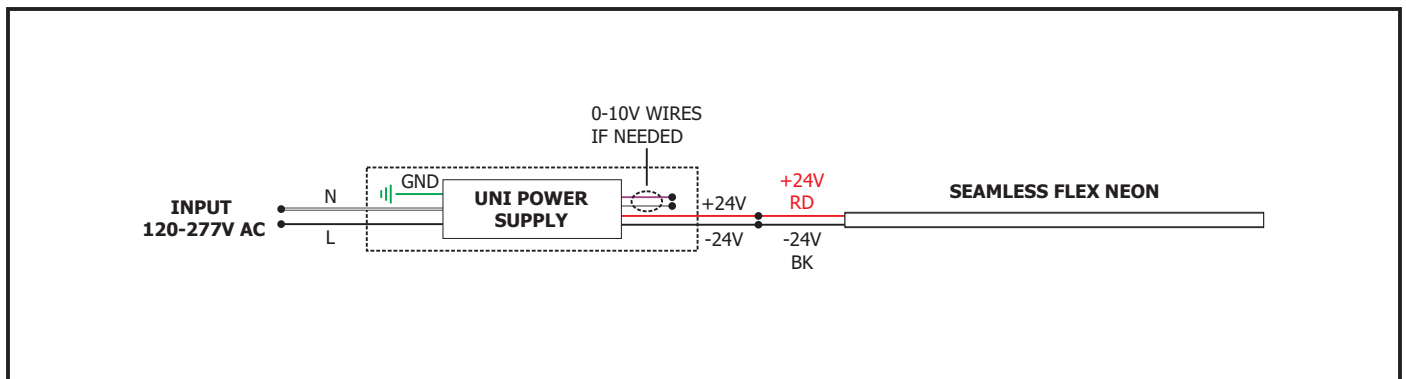 0-10V WIRES
IF NEEDED
INPUT
120-277V AC
N
L
GND
UNI POWER
SUPPLY
+24V
-24V
+24V
RD
-24V
BK
SEAMLESS FLEX NEON